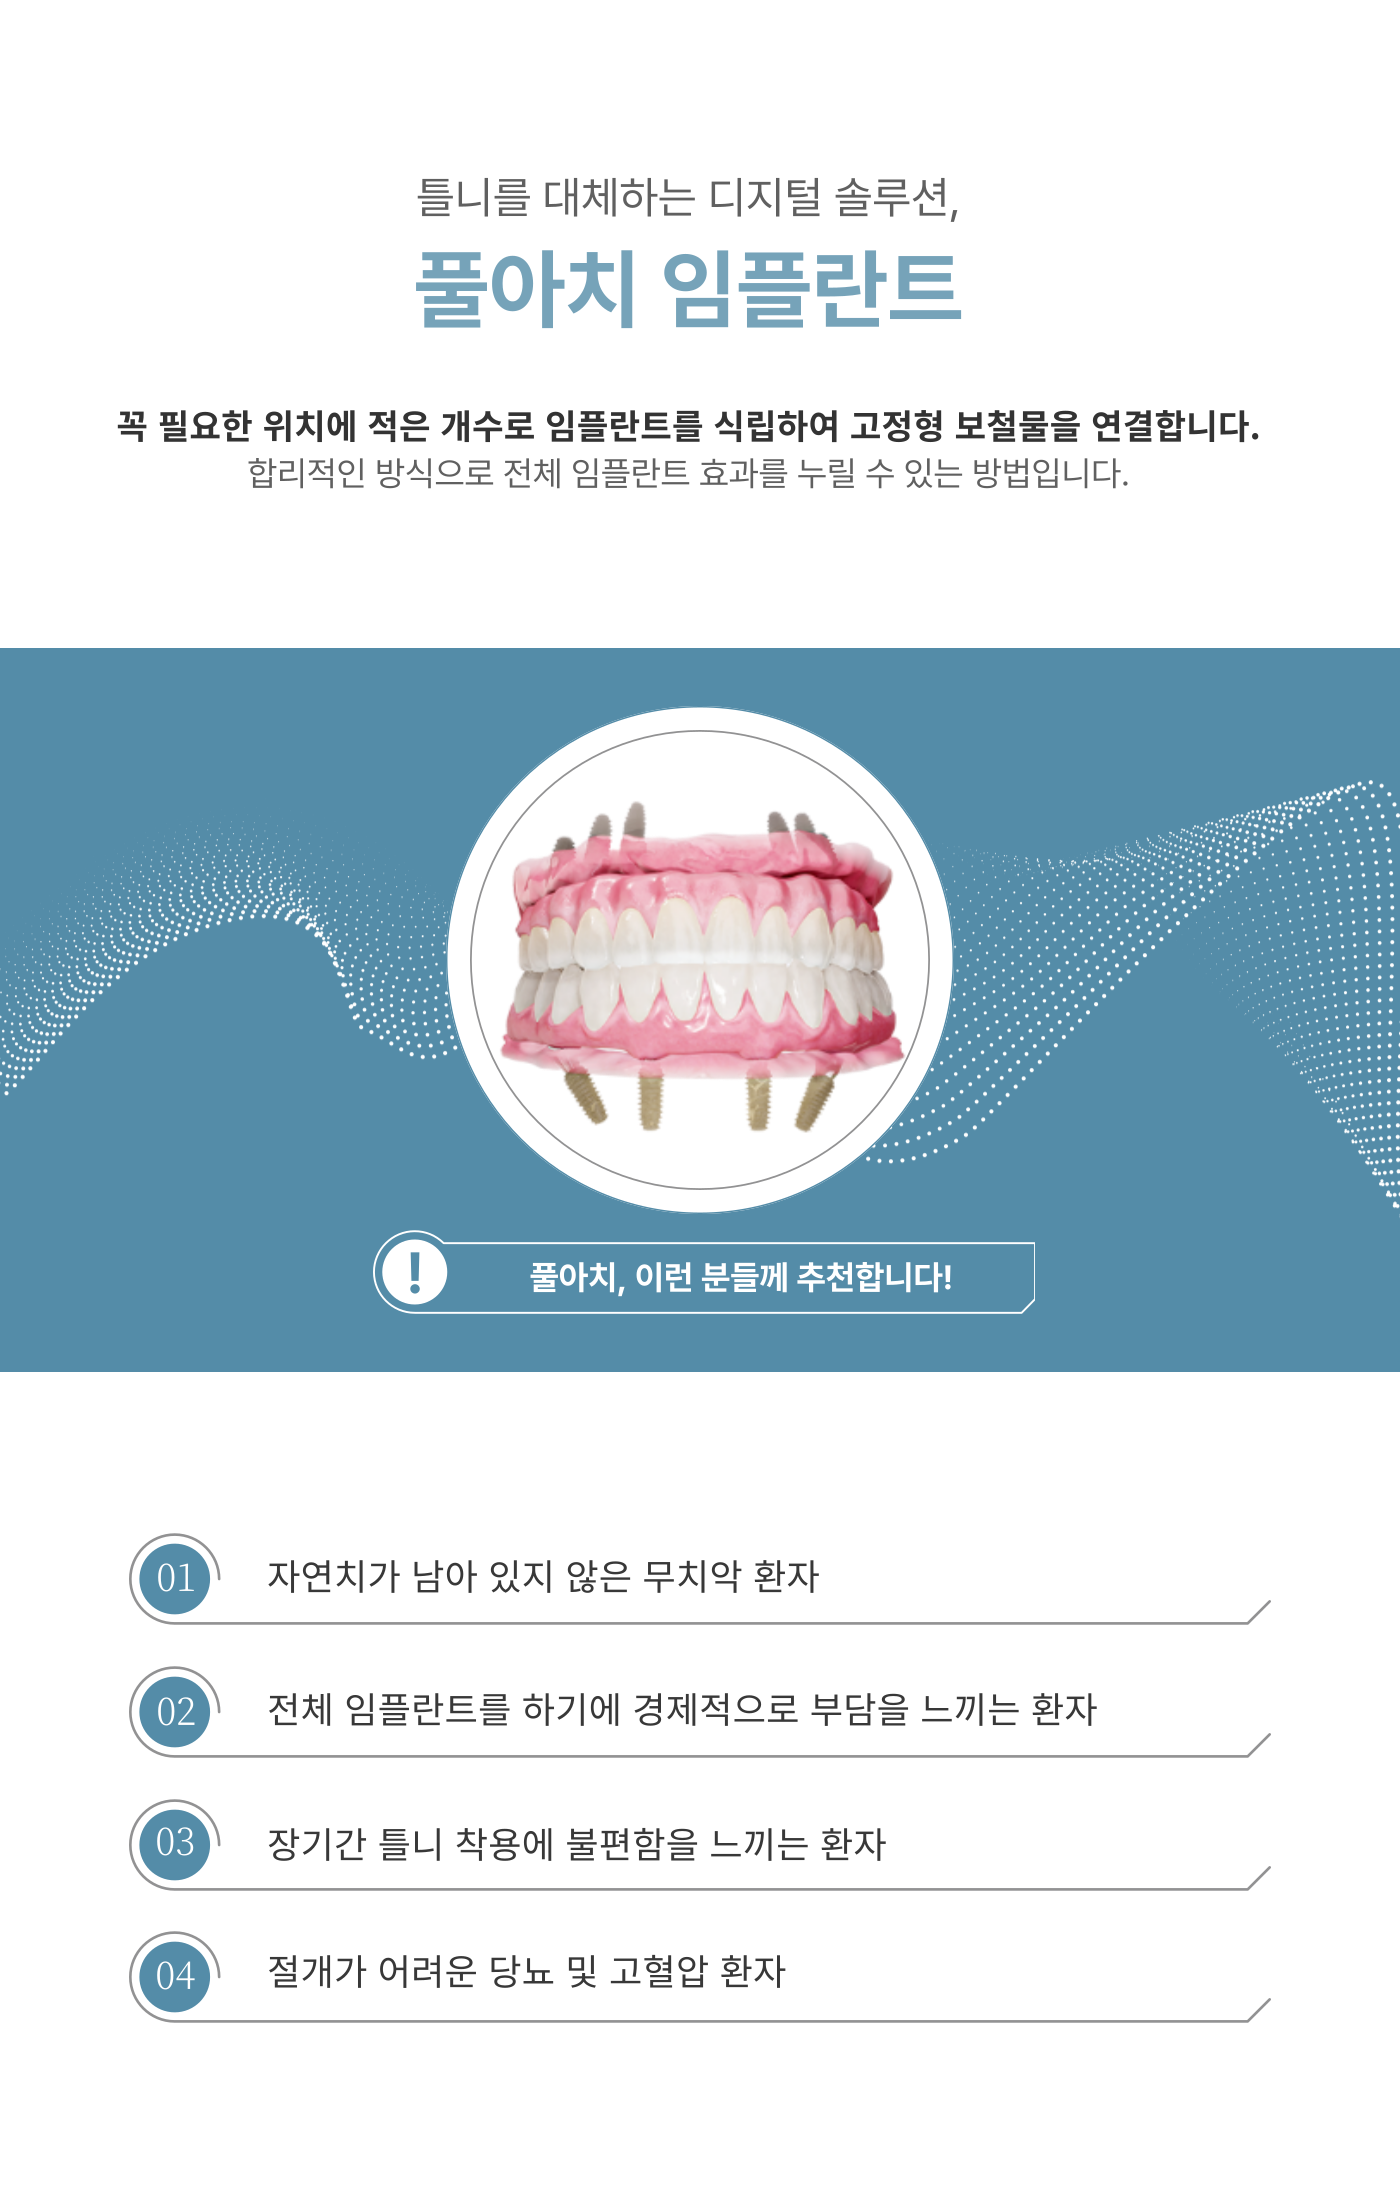 틀니를 대체하는 디지털 솔루션,
풀아치 임플란트
꼭 필요한 위치에 적은 개수로 임플란트를 식립하여 고정형 보철물을 연결합니다.
합리적인 방식으로 전체 임플란트 효과를 누릴 수 있는 방법입니다.
! 풀아치, 이런 분들께 추천합니다!
01 자연치가 남아 있지 않은 무치악 환자
02 전체 임플란트를 하기에 경제적으로 부담을 느끼는 환자
03 장기간 틀니 착용에 불편함을 느끼는 환자
04 절개가 어려운 당뇨 및 고혈압 환자